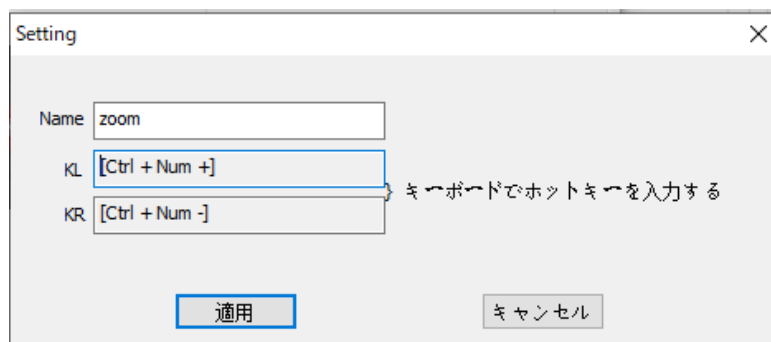 Setting
Name zoom
KL [Ctrl + Num +]
} キーボードでホットキーを入力する
KR [Ctrl + Num -]
適用 キャンセル